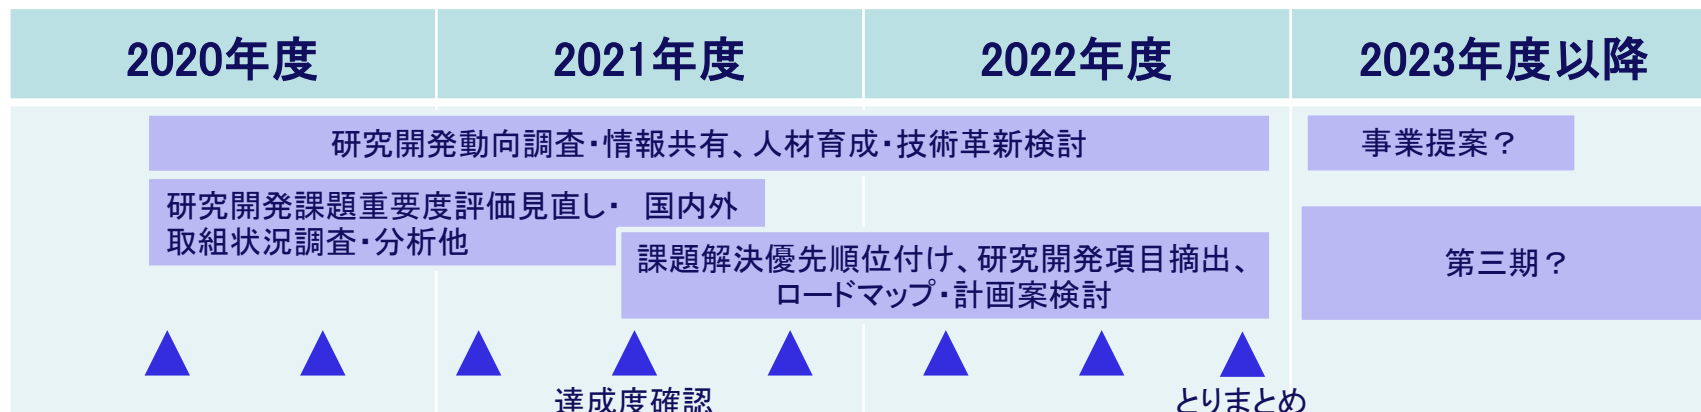 2020年度
2021年度
2022年度
2023年度以降
研究開発動向調査・情報共有、人材育成・技術革新検討
事業提案？
研究開発課題重要度評価見直し・ 国内外
取組状況調査・分析他
課題解決優先順位付け、研究開発項目摘出、
ロードマップ・計画案検討
第三期？
達成度確認
とりまとめ